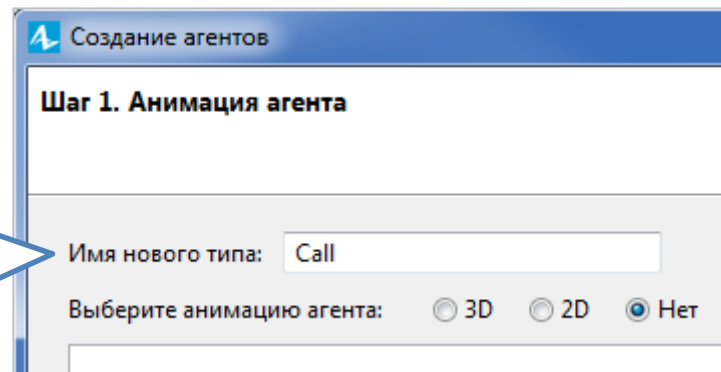 Создание агентов
Шаг 1. Анимация агента
Имя нового типа: Call
Выберите анимацию агента: 3D 2D Нет